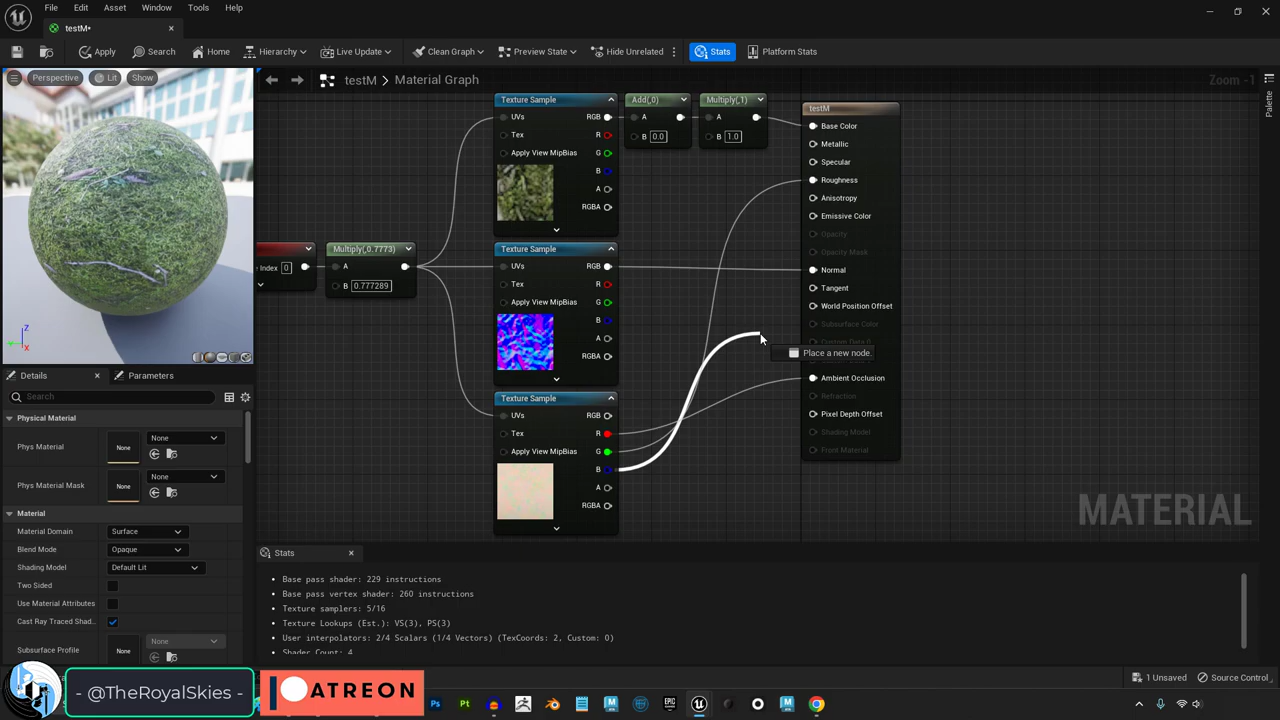 File Edit Asset Window Tools Help
testM•
Apply Search Home Hierarchy Live Update Clean Graph Preview State Hide Unrelated Stats Platform Stats
Perspective Lit Show
testM Material Graph Zoom -1
Palette
Texture Sample
UVs RGB
Tex R
Apply View MipBias G
B
A
RGBA
Add(,0)
A
B 0.0
Multiply(,1)
A
B 1.0
testM
Base Color
Metallic
Specular
Roughness
Anisotropy
Emissive Color
Opacity
Opacity Mask
Normal
Tangent
World Position Offset
Subsurface Color
Ambient Occlusion
Refraction
Pixel Depth Offset
Shading Model
Front Material
e Index 0
Multiply(,0.7773)
A
B 0.777289
Texture Sample
UVs RGB
Tex R
Apply View MipBias G
B
A
RGBA
Place a new node.
Texture Sample
UVs RGB
Tex R
Apply View MipBias G
B
A
RGBA
MATERIAL
Z
X
Details Parameters
Search
Physical Material
Phys Material None None
Phys Material Mask None None
Material
Material Domain Surface
Blend Mode Opaque
Shading Model Default Lit
Two Sided
Use Material Attributes
Cast Ray Traced Shad..
Subsurface Profile None None
Stats
• Base pass shader: 229 instructions
• Base pass vertex shader: 260 instructions
• Texture samplers: 5/16
• Texture Lookups (Est.): VS(3), PS(3)
• User interpolators: 2/4 Scalars (1/4 Vectors) (TexCoords: 2, Custom: 0)
• Shader Count: 4
1 Unsaved Source Control
- @TheRoyalSkies -
PATREON
Ps Pt
EPIC